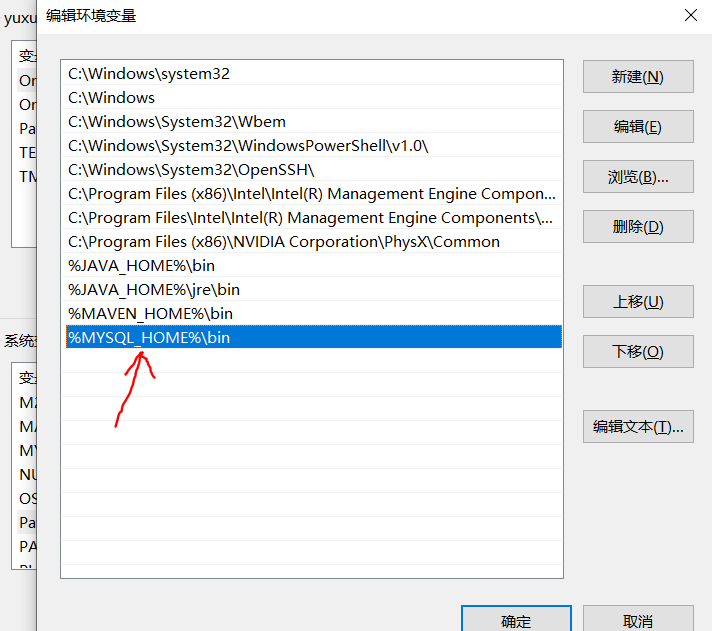 编辑环境变量
yuxu
变
On
On
Pa
TE
TM
C:\Windows\system32
C:\Windows
C:\Windows\System32\Wbem
C:\Windows\System32\WindowsPowerShell\v1.0\
C:\Windows\System32\OpenSSH\
C:\Program Files (x86)\Intel\Intel(R) Management Engine Compon...
C:\Program Files\Intel\Intel(R) Management Engine Components\...
C:\Program Files (x86)\NVIDIA Corporation\PhysX\Common
%JAVA_HOME%\bin
%JAVA_HOME%\jre\bin
%MAVEN_HOME%\bin
%MYSQL_HOME%\bin
新建(N)
编辑(E)
浏览(B)...
删除(D)
上移(U)
下移(O)
编辑文本(T)...
系统
变
M2
MA
MY
NU
OS
Pa
PA
确定
取消